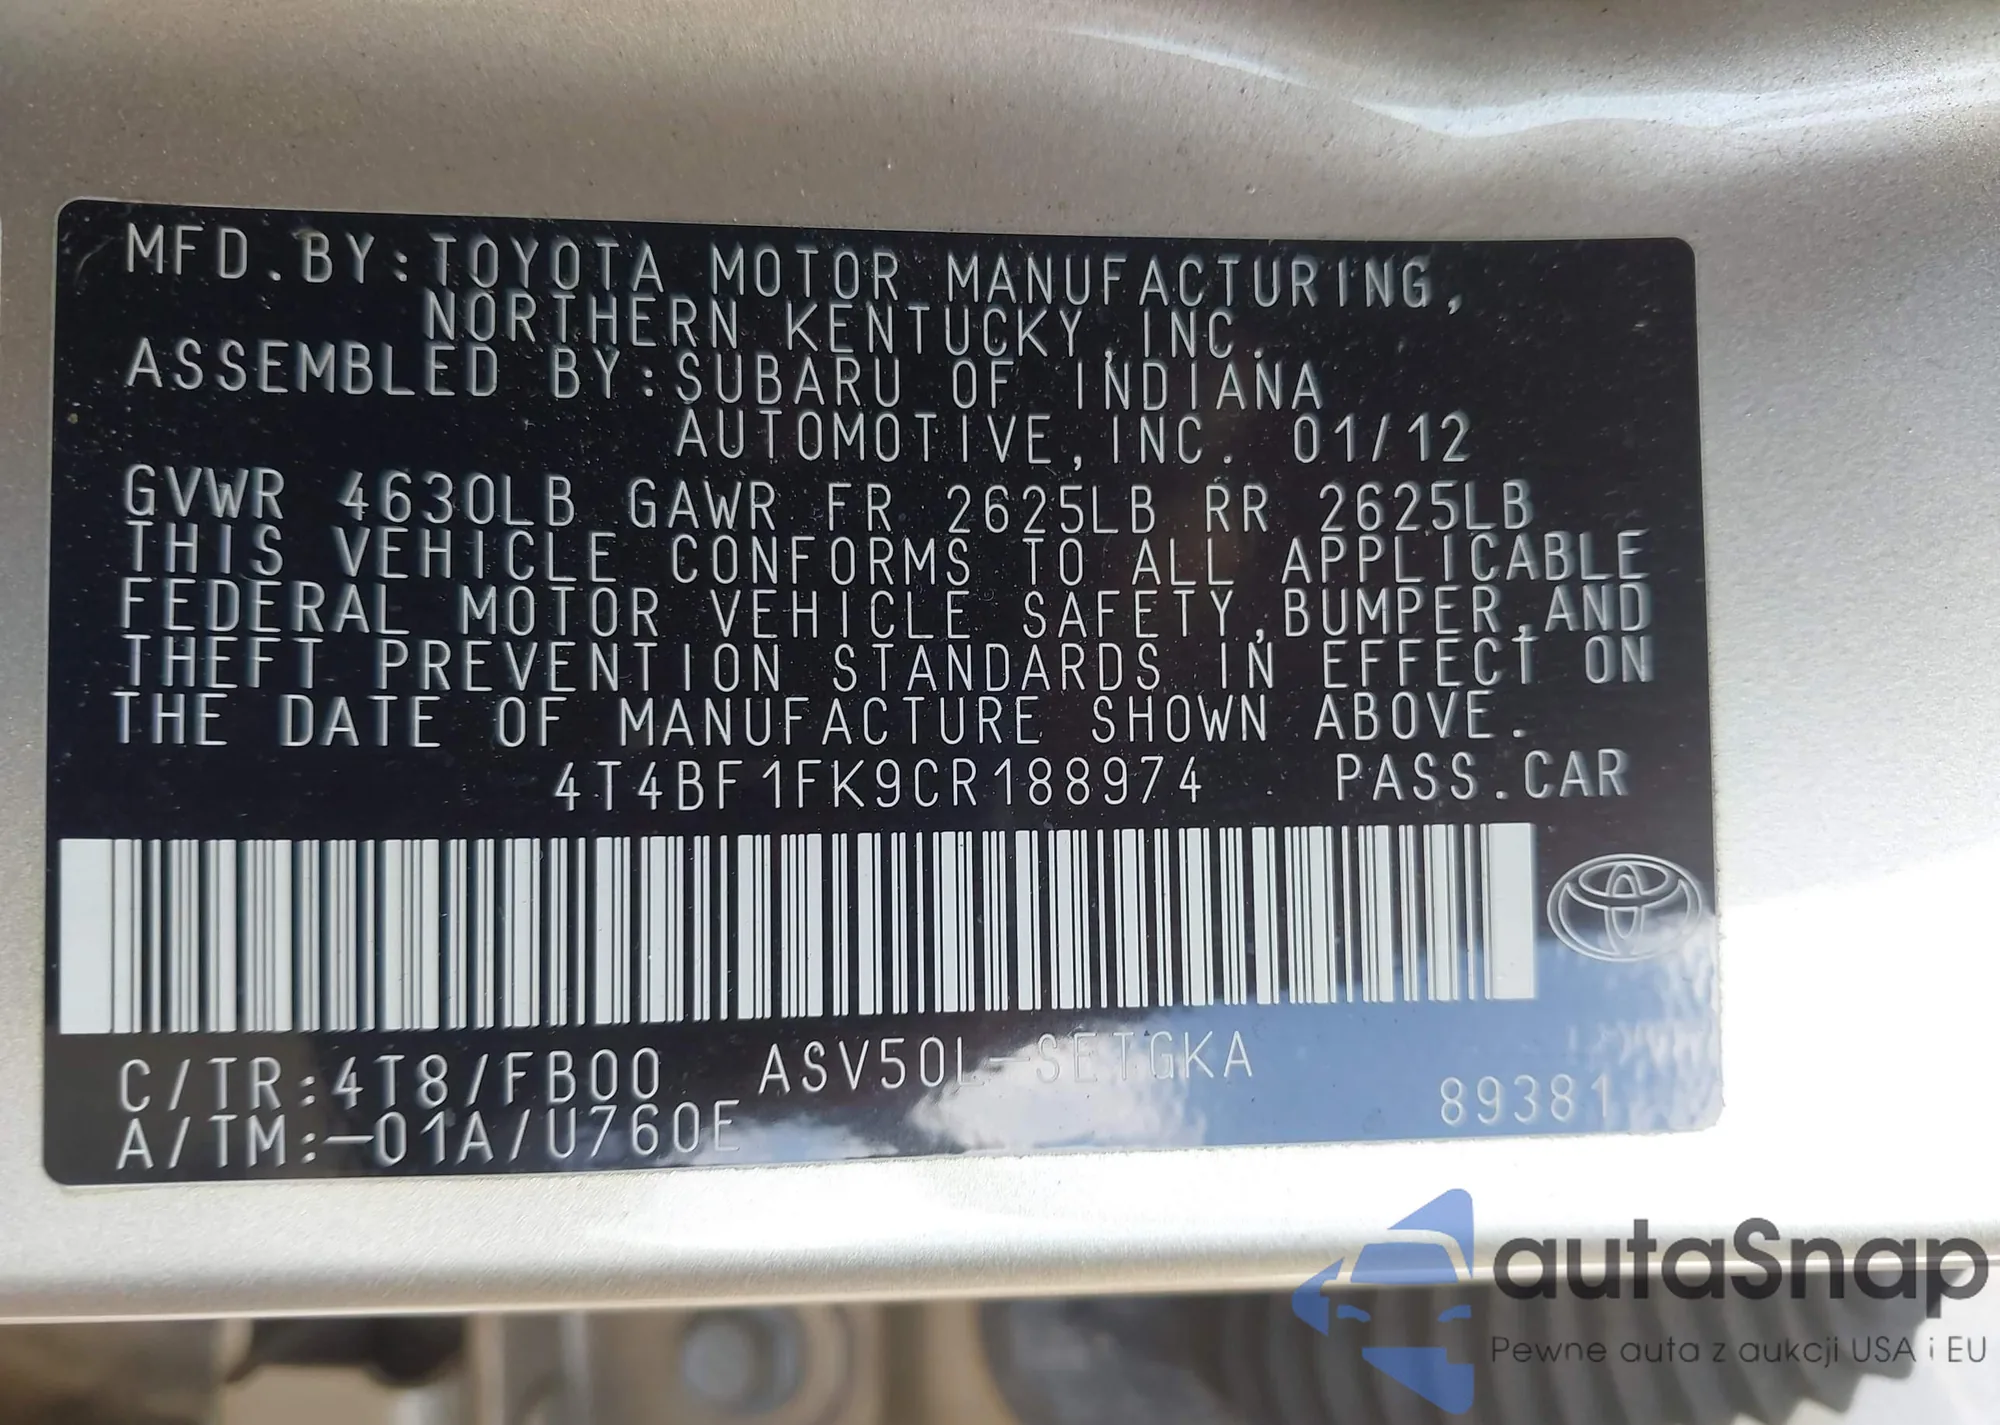 MFD.BY:TOYOTA MOTOR MANUFACTURING,
NORTHERN KENTUCKY,INC.
ASSEMBLED BY:SUBARU OF INDIANA
AUTOMOTIVE,INC. 01/12
GVWR 4630LB GAWR FR 2625LB RR 2625LB
THIS VEHICLE CONFORMS TO ALL APPLICABLE
FEDERAL MOTOR VEHICLE SAFETY,BUMPER,AND
THEFT PREVENTION STANDARDS IN EFFECT ON
THE DATE OF MANUFACTURE SHOWN ABOVE.
4T4BF1FK9CR188974 PASS.CAR
C/TR:4T8/FB00 ASV50L-SETGKA
A/TM:-01A/U760E 89381
autaSnap
Pewne auta z aukcji USA i EU